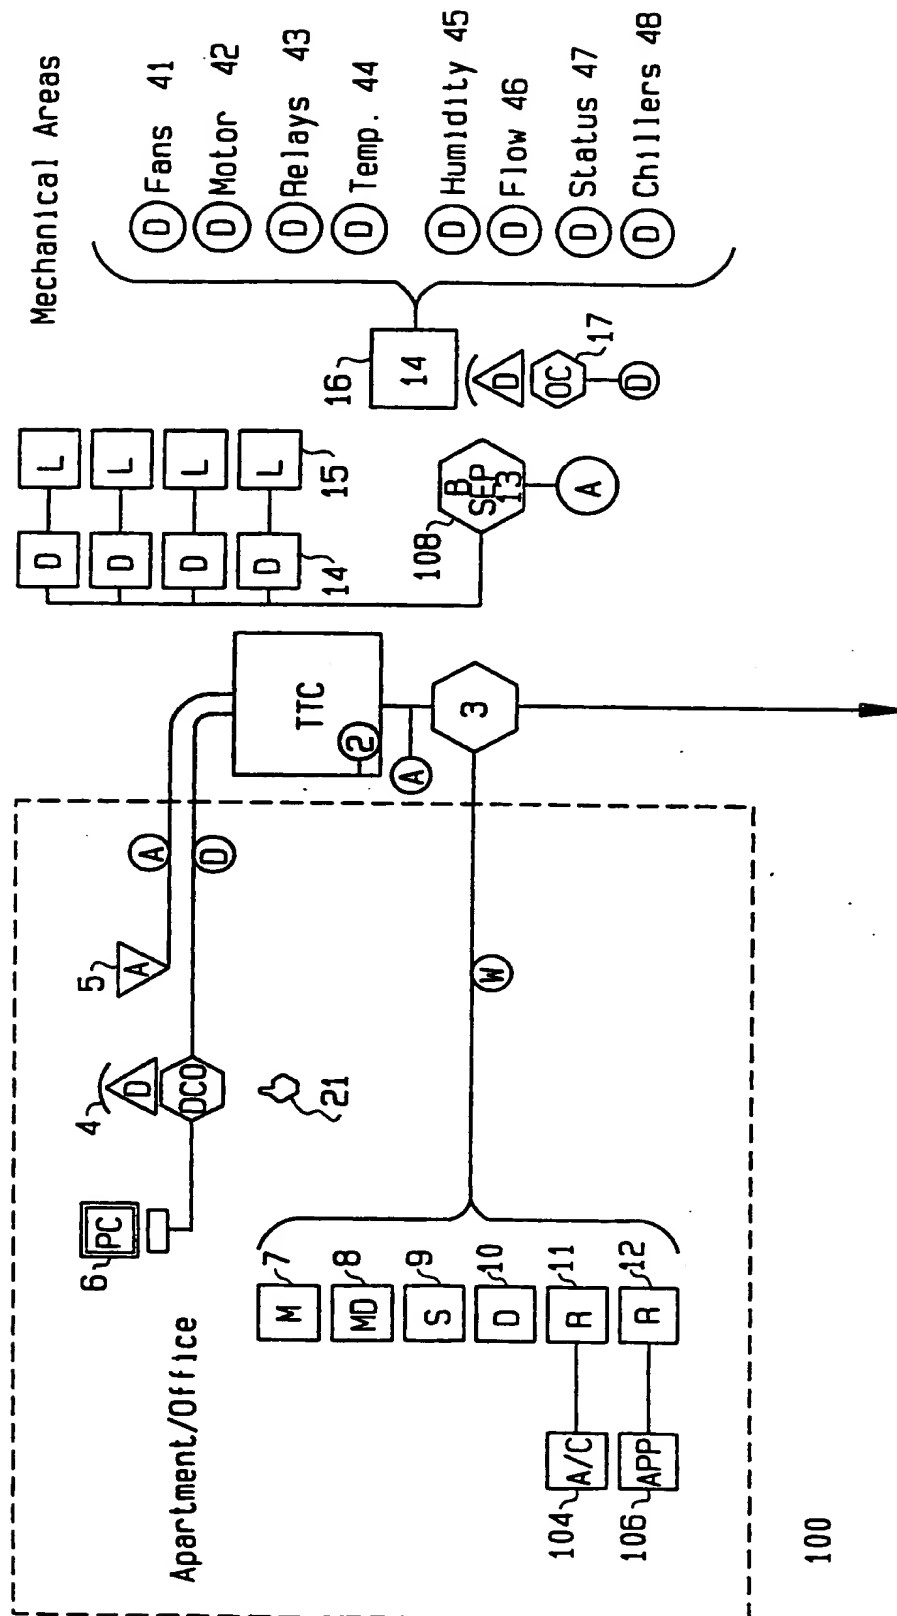 Apartment/Office
6
PC
4
D
DCO
5
A
A
D
21
M 7
MD 8
S 9
D 10
R 11
R 12
104 A/C
106 APP
W
TTC
2
A
3
100
D L
D L
D L
D L
14 15
108
B
SEP
13
A
16
14
D
OC
17
D
Mechanical Areas
D Fans 41
D Motor 42
D Relays 43
D Temp. 44
D Humidity 45
D Flow 46
D Status 47
D Chillers 48